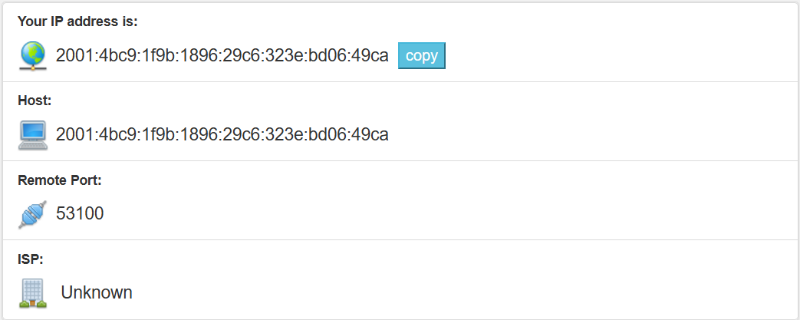 Your IP address is:
2001:4bc9:1f9b:1896:29c6:323e:bd06:49ca copy
Host:
2001:4bc9:1f9b:1896:29c6:323e:bd06:49ca
Remote Port:
53100
ISP:
Unknown